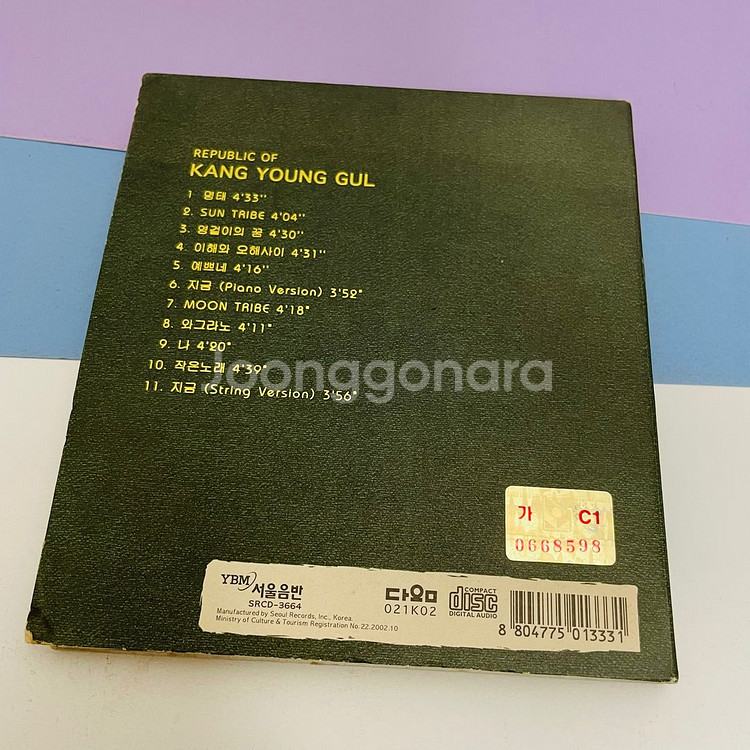 REPUBLIC OF
KANG YOUNG GUL
1 명태 4'33"
2. SUN TRIBE 4'04"
3. 영걸이의 꿈 4'30"
4. 이해와 오해사이 4'31"
5. 예쁘네 4'16"
6. 지금 (Piano Version) 3'52"
7. MOON TRIBE 4'18"
8. 와그라노 4'11"
9. 나 4'20"
10. 작은노래 4'39"
11. 지금 (String Version) 3'56"
Joonggonara
가 C1
0668598
YBM 서울음반
SRCD-3664
Manufactured by Seoul Records, Inc., Korea.
Ministry of Culture & Tourism Registration No. 22. 2002. 10
다음
021K02
COMPACT
disc
DIGITAL AUDIO
8 804775 013331